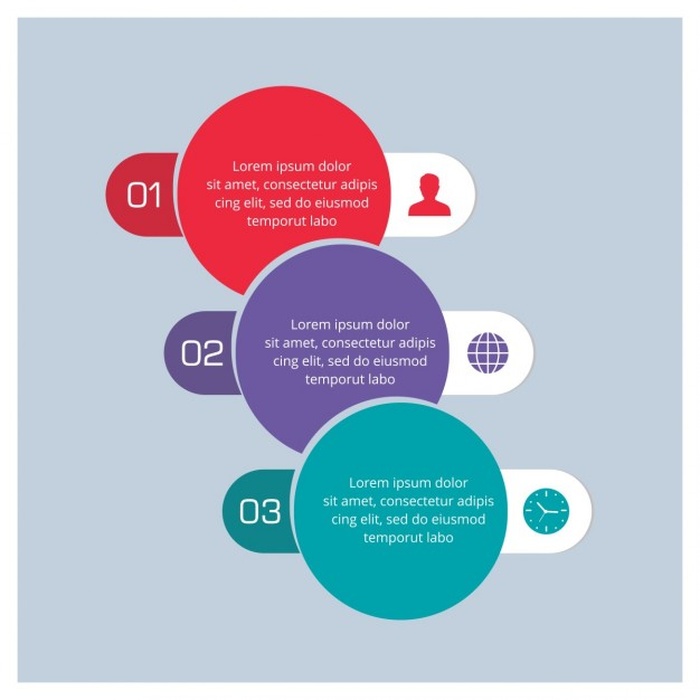 01
Lorem ipsum dolor
sit amet, consectetur adipis
cing elit, sed do eiusmod
temporut labo
02
Lorem ipsum dolor
sit amet, consectetur adipis
cing elit, sed do eiusmod
temporut labo
03
Lorem ipsum dolor
sit amet, consectetur adipis
cing elit, sed do eiusmod
temporut labo